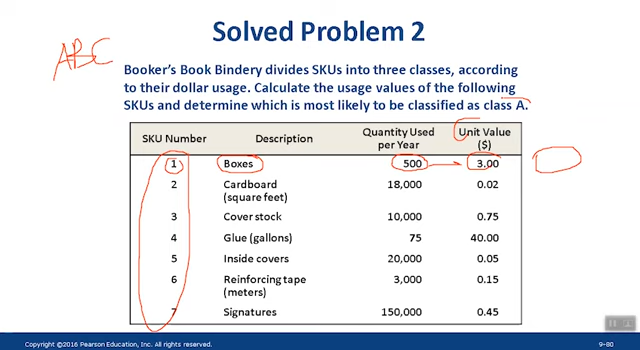 Solved Problem 2
ABC
Booker's Book Bindery divides SKUs into three classes, according
to their dollar usage. Calculate the usage values of the following
SKUs and determine which is most likely to be classified as class A.
SKU Number Description Quantity Used per Year Unit Value ($)
1 Boxes 500 3.00
2 Cardboard (square feet) 18,000 0.02
3 Cover stock 10,000 0.75
4 Glue (gallons) 75 40.00
5 Inside covers 20,000 0.05
6 Reinforcing tape (meters) 3,000 0.15
7 Signatures 150,000 0.45
Copyright ©2016 Pearson Education, Inc. All rights reserved. 9-80